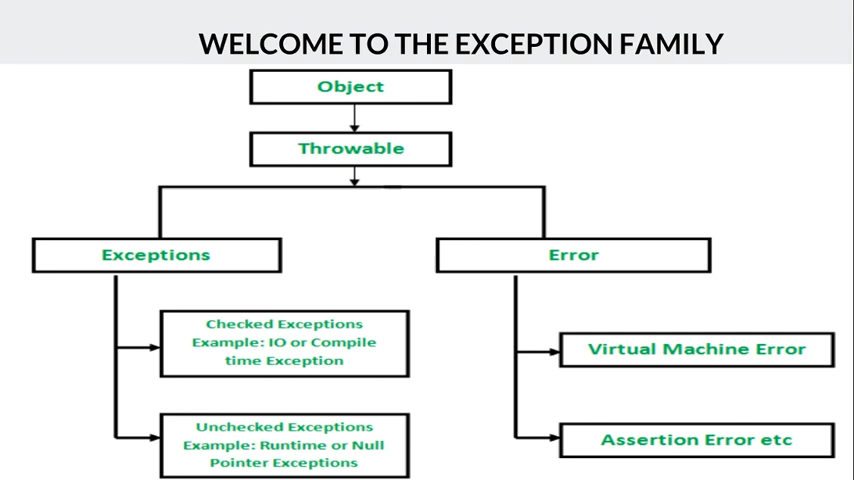 WELCOME TO THE EXCEPTION FAMILY
Object
Throwable
Exceptions
Error
Checked Exceptions
Example: IO or Compile
time Exception
Virtual Machine Error
Unchecked Exceptions
Example: Runtime or Null
Pointer Exceptions
Assertion Error etc